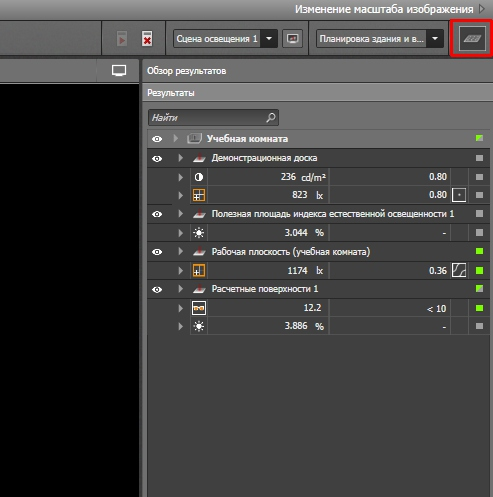 Изменение масштаба изображения
Сцена освещения 1
Планировка здания и в...
Обзор результатов
Результаты
Найти
Учебная комната
Демонстрационная доска
236 cd/m² 0.80
823 lx 0.80
Полезная площадь индекса естественной освещенности 1
3.044 % -
Рабочая плоскость (учебная комната)
1174 lx 0.36
Расчетные поверхности 1
12.2 < 10
3.886 % -